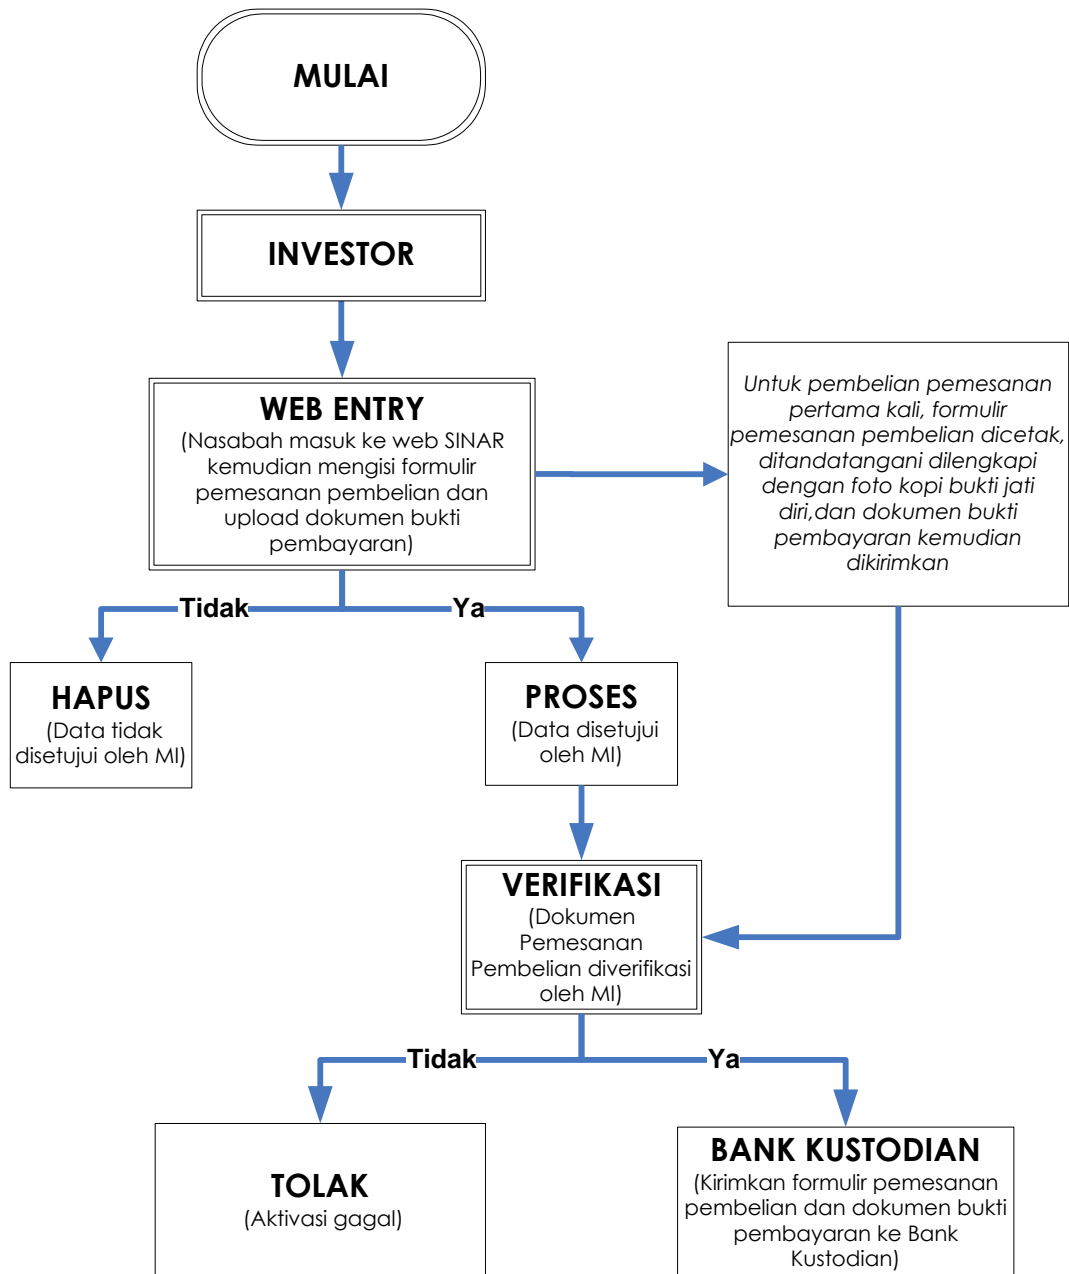 MULAI
INVESTOR
WEB ENTRY
(Nasabah masuk ke web SINAR
kemudian mengisi formulir
pemesanan pembelian dan
upload dokumen bukti
pembayaran)
Untuk pembelian pemesanan
pertama kali, formulir
pemesanan pembelian dicetak,
ditandatangani dilengkapi
dengan foto kopi bukti jati
diri,dan dokumen bukti
pembayaran kemudian
dikirimkan
Tidak
Ya
HAPUS
(Data tidak
disetujui oleh MI)
PROSES
(Data disetujui
oleh MI)
VERIFIKASI
(Dokumen
Pemesanan
Pembelian diverifikasi
oleh MI)
Tidak
Ya
TOLAK
(Aktivasi gagal)
BANK KUSTODIAN
(Kirimkan formulir pemesanan
pembelian dan dokumen bukti
pembayaran ke Bank
Kustodian)